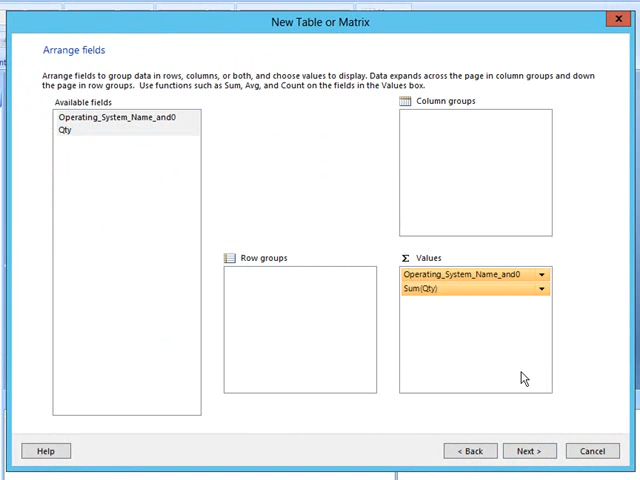 New Table or Matrix
Arrange fields
Arrange fields to group data in rows, columns, or both, and choose values to display. Data expands across the page in column groups and down
the page in row groups. Use functions such as Sum, Avg, and Count on the fields in the Values box.
Available fields
Operating_System_Name_and0
Qty
Column groups
Row groups
Σ Values
Operating_System_Name_and0
Sum(Qty)
Help
< Back
Next >
Cancel